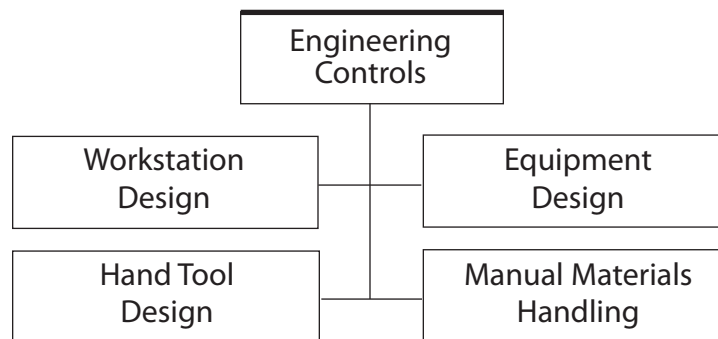 Engineering
Controls
Workstation
Design
Equipment
Design
Hand Tool
Design
Manual Materials
Handling